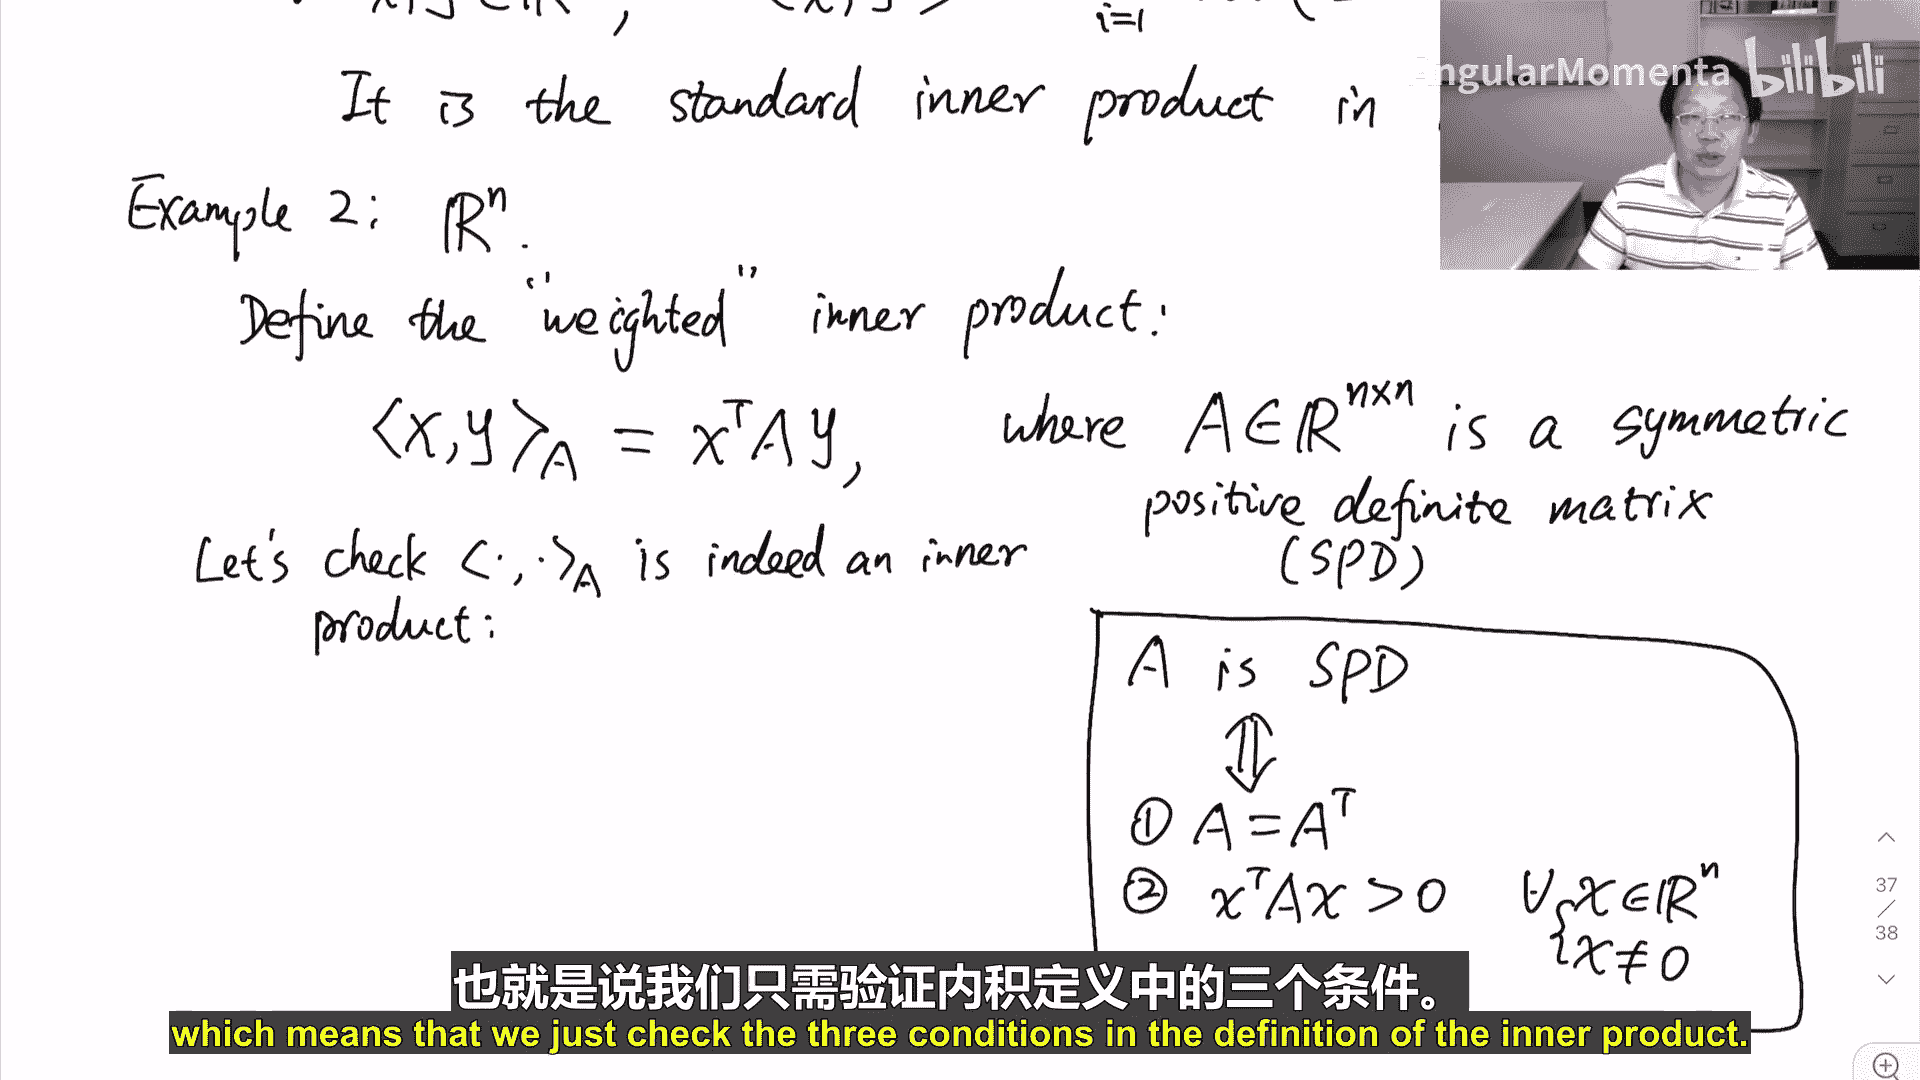 i=1
It is the standard inner product in
ngularMomenta bilibili
Example 2: ℝⁿ.
Define the "weighted" inner product:
<x,y>_A = xᵀAy, where A∈ℝⁿˣⁿ is a symmetric
positive definite matrix
(SPD)
Let's check <·,·>_A is indeed an inner
product:
A is SPD
⇕
① A=Aᵀ
② xᵀAx>0 ∀ { x∈ℝⁿ
x≠0
37
/
38
也就是说我们只需验证内积定义中的三个条件。
which means that we just check the three conditions in the definition of the inner product.